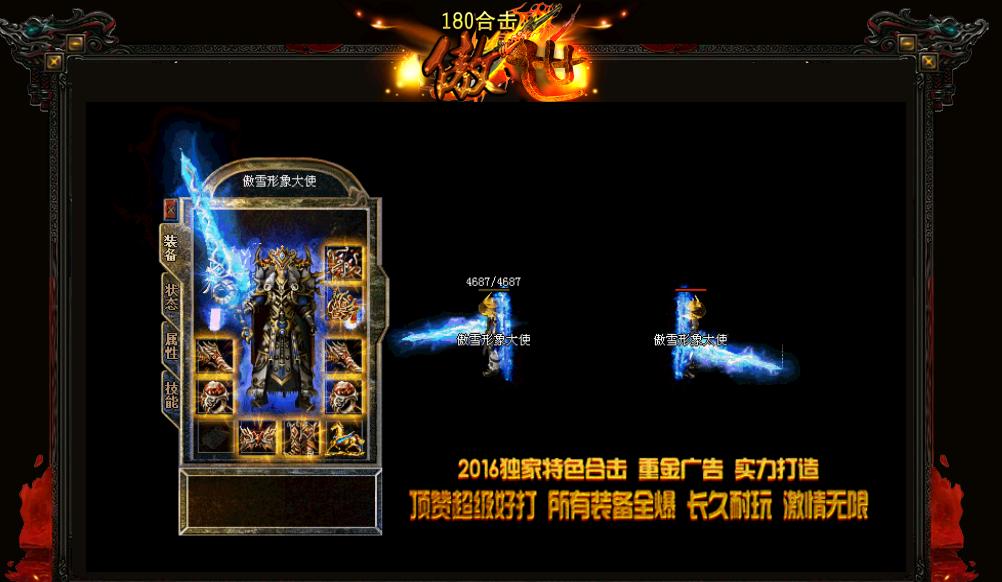 180合击
傲世
傲雪形象大使
装备
状态
属性
技能
4687/4687
傲雪形象大使
傲雪形象大使
2016独家特色合击 重金广告 实力打造
顶赞超级好打 所有装备全爆 长久耐玩 激情无限